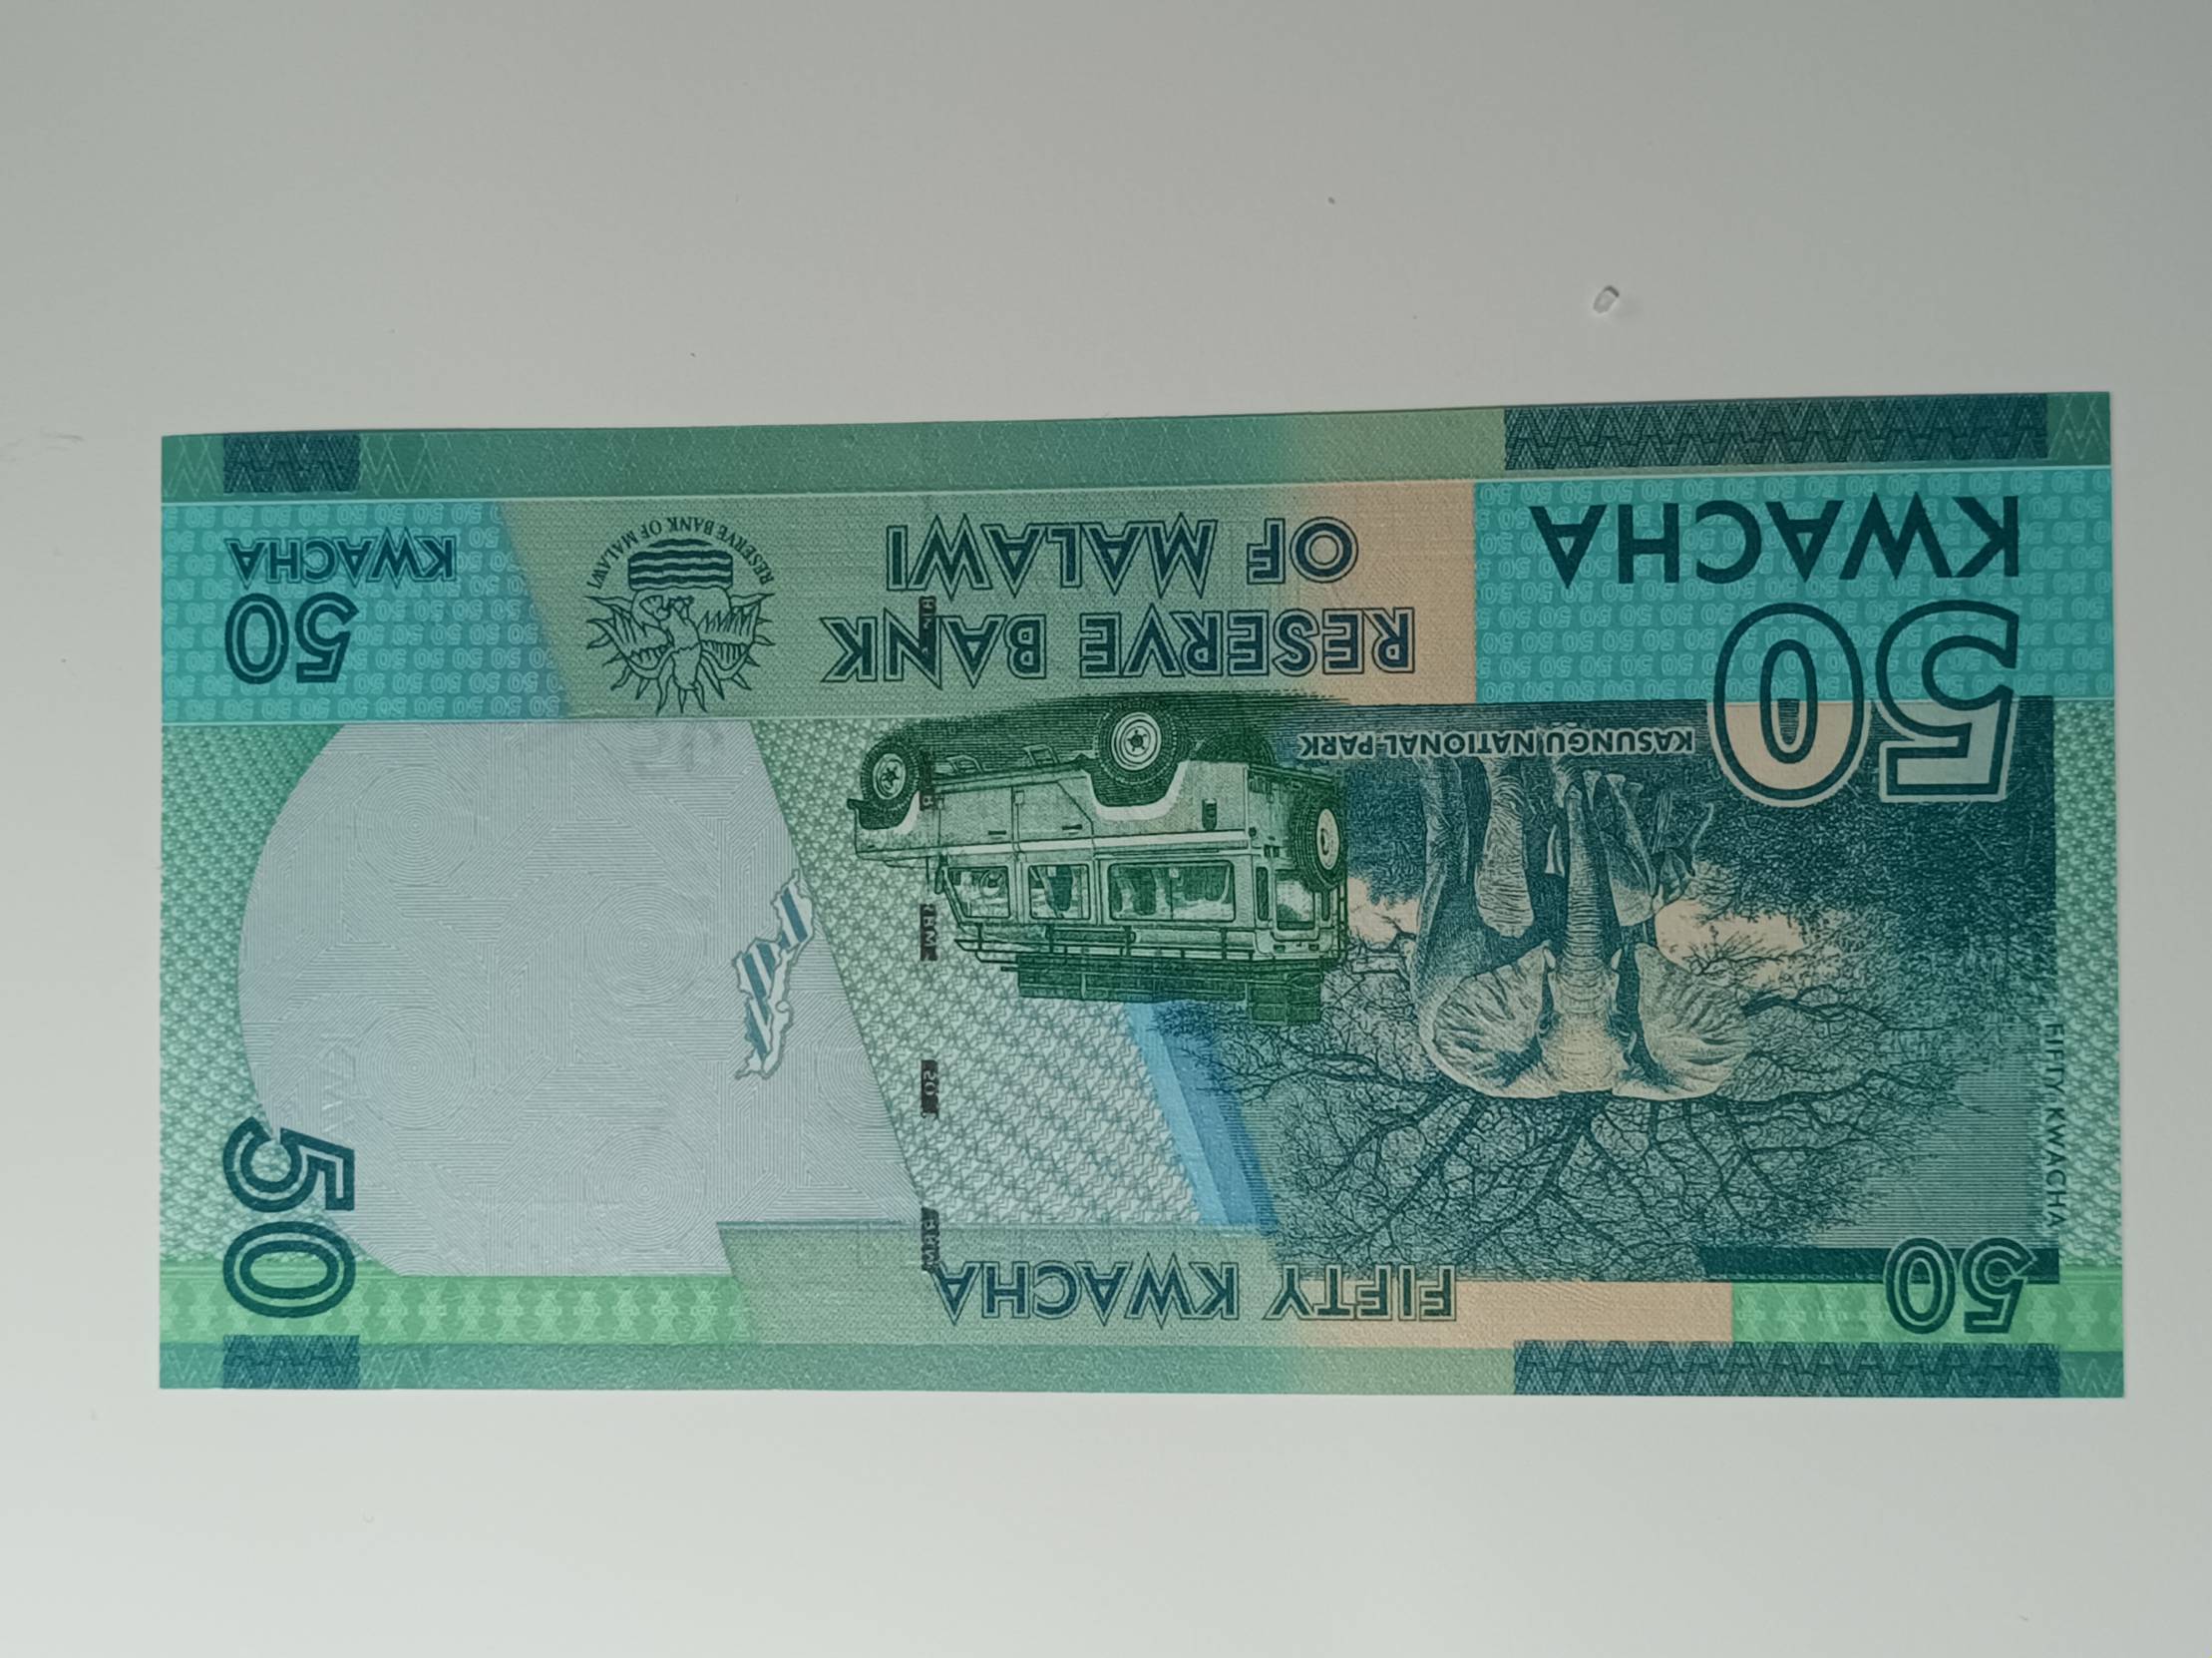 50
KWACHA
RESERVE BANK
OF MALAWI
RESERVE BANK OF MALAWI
50
KWACHA
KASUNGU NATIONAL PARK
FIFTY KWACHA
50
FIFTY KWACHA
50